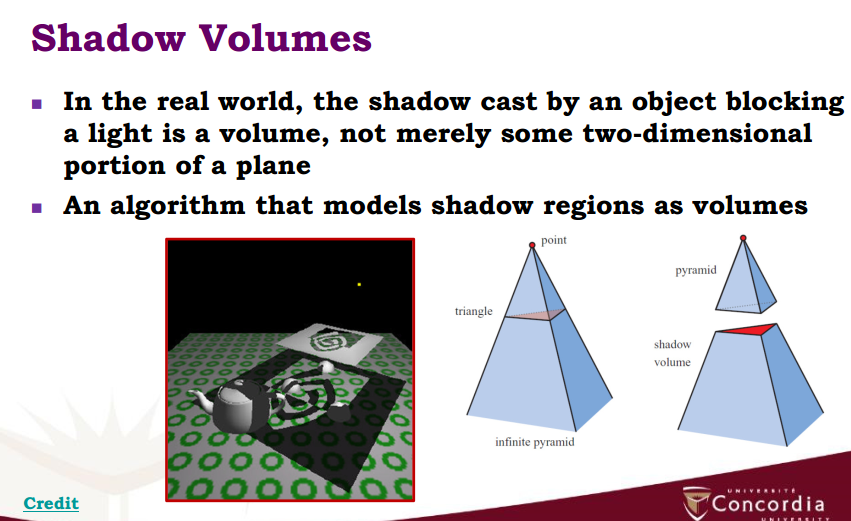 Shadow Volumes
▪ In the real world, the shadow cast by an object blocking
a light is a volume, not merely some two-dimensional
portion of a plane
▪ An algorithm that models shadow regions as volumes
point
triangle
infinite pyramid
pyramid
shadow
volume
Credit
UNIVERSITÉ
Concordia
UNIVERSITY